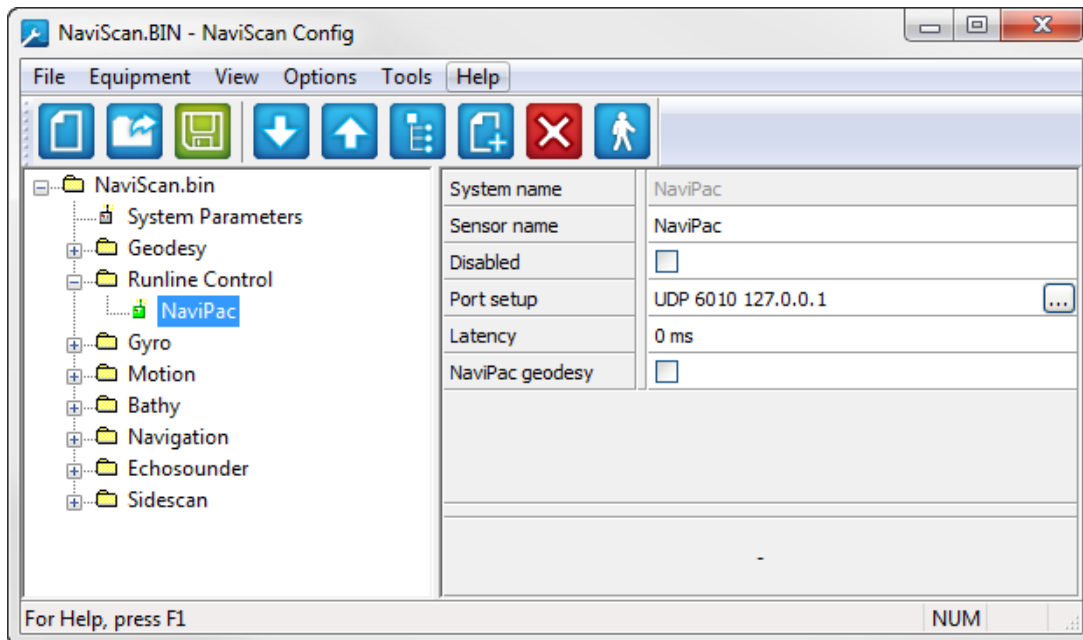 NaviScan.BIN - NaviScan Config
File Equipment View Options Tools Help
NaviScan.bin
System Parameters
Geodesy
Runline Control
NaviPac
Gyro
Motion
Bathy
Navigation
Echosounder
Sidescan
System name NaviPac
Sensor name NaviPac
Disabled
Port setup UDP 6010 127.0.0.1 ...
Latency 0 ms
NaviPac geodesy
-
For Help, press F1 NUM